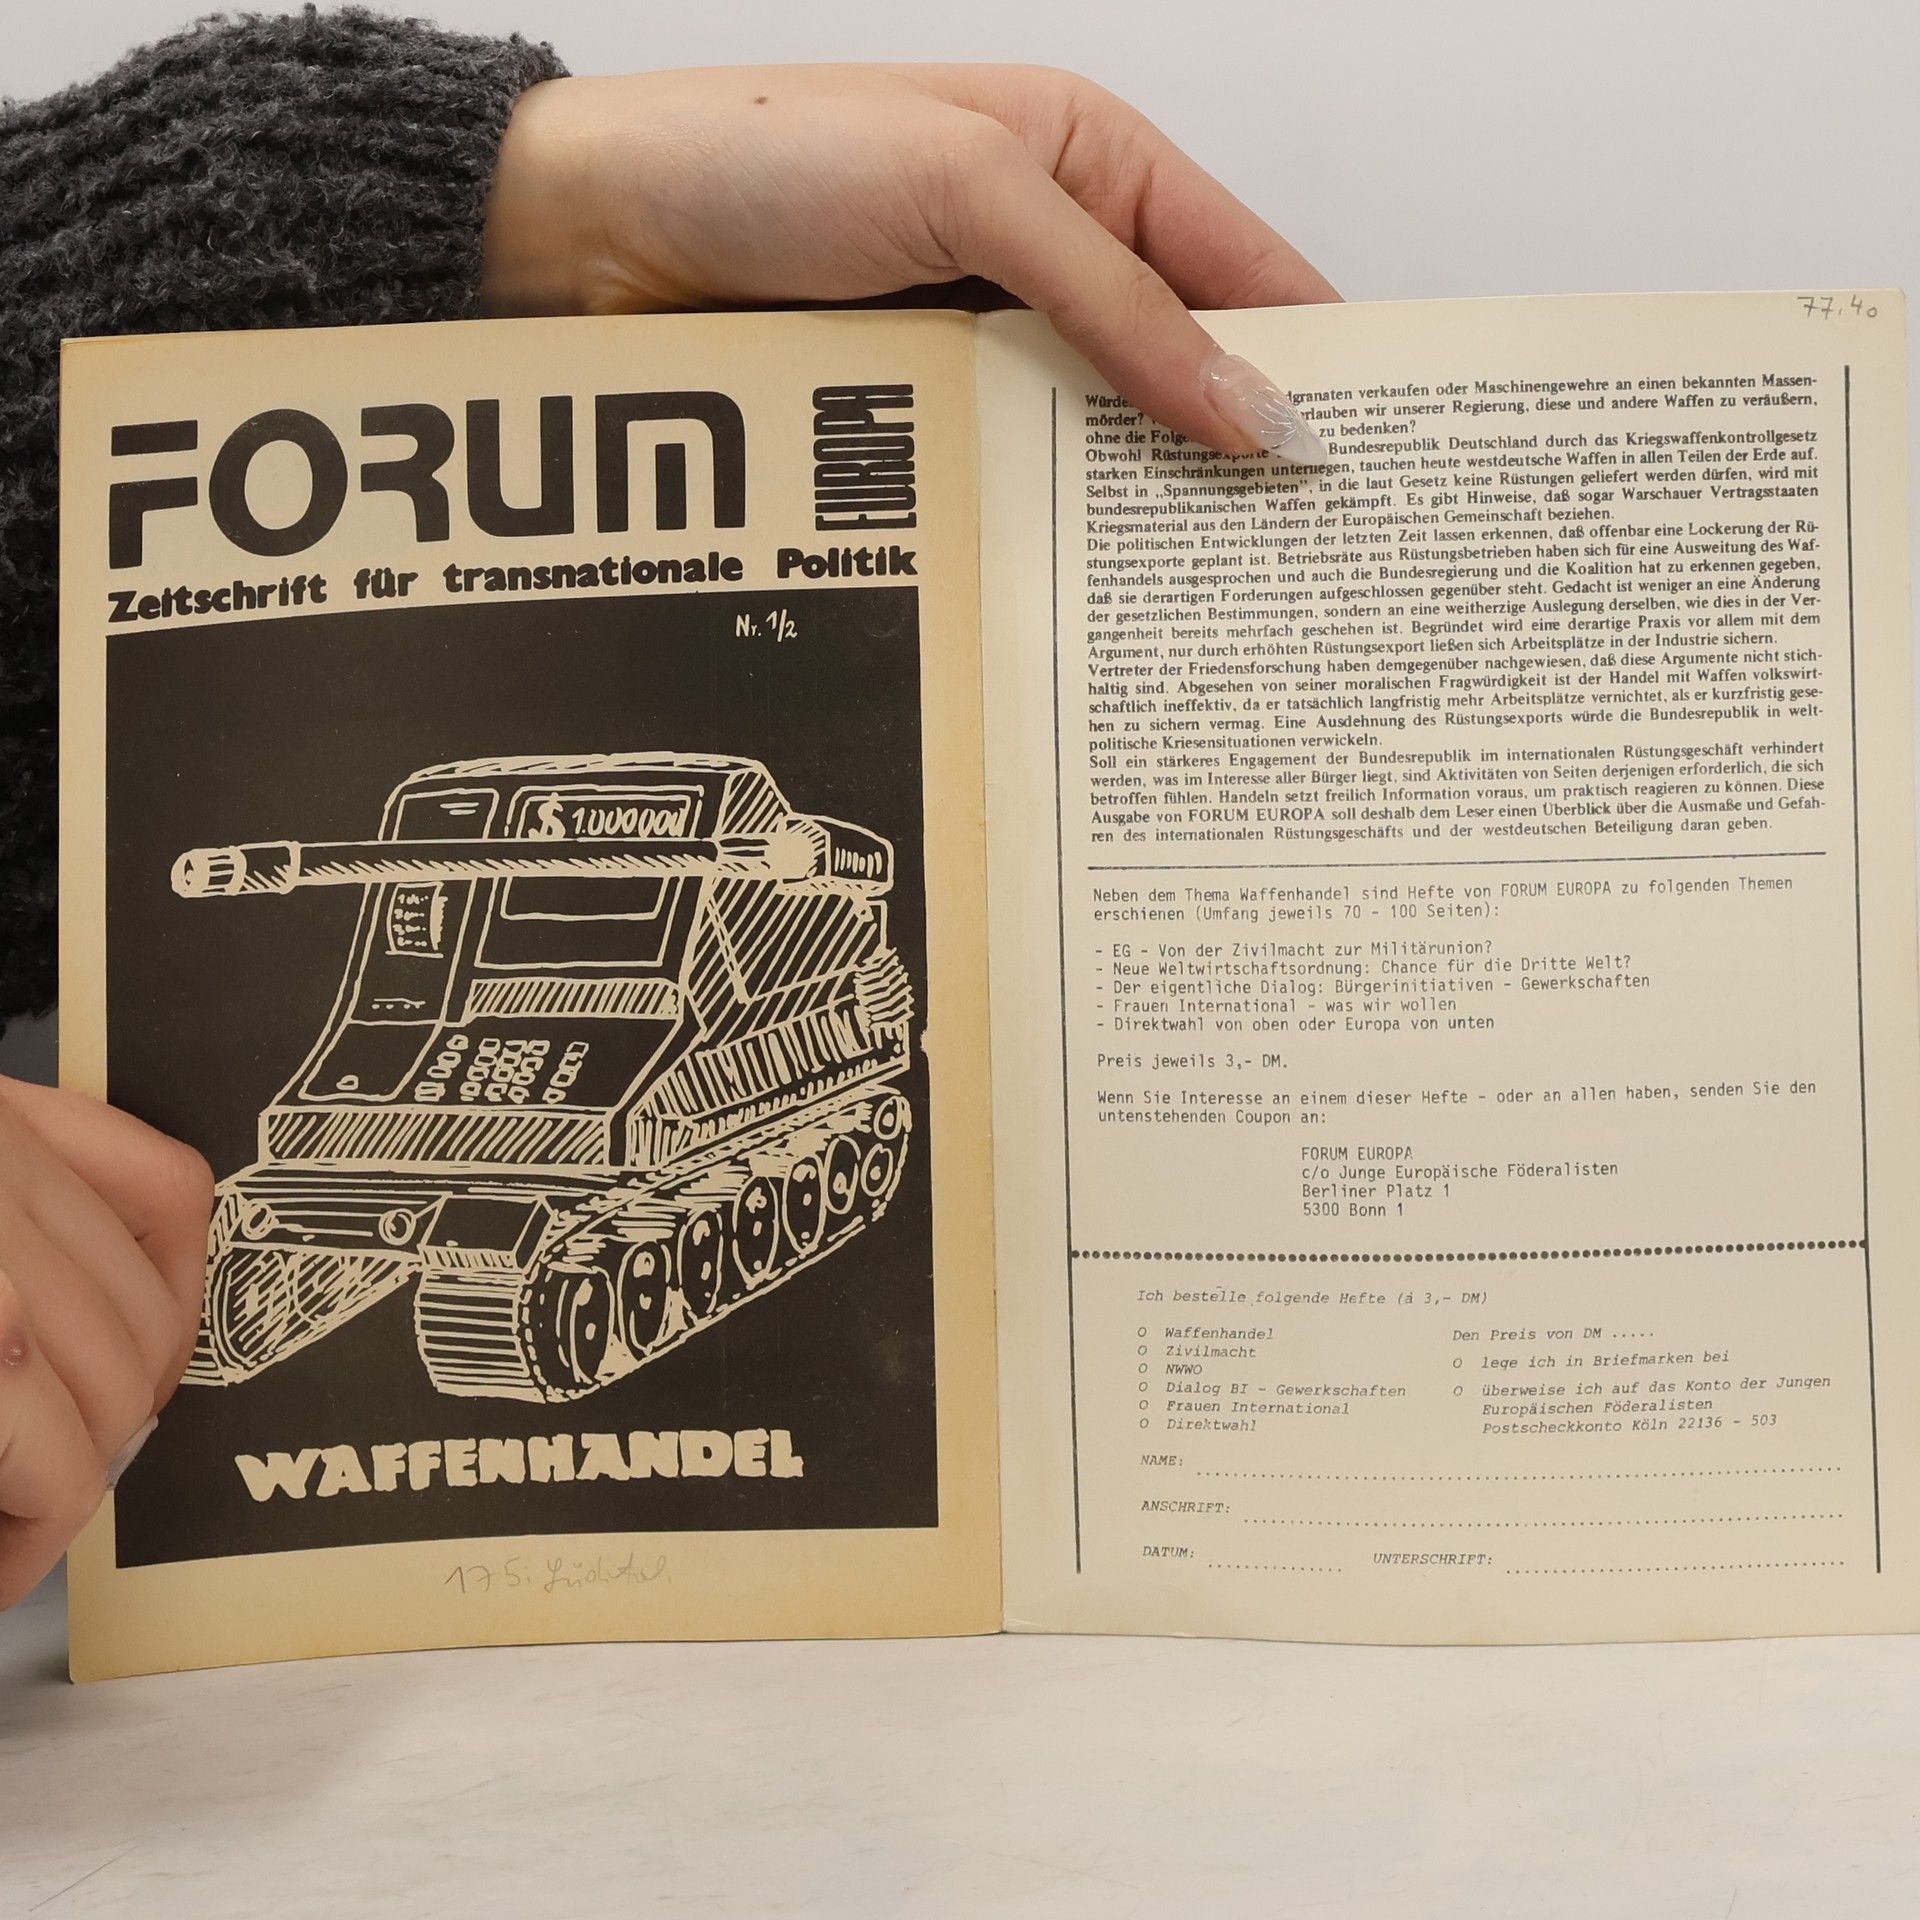 FORUM
EUROPA
Zeitschrift für transnationale Politik
Nr. 1/2
$ 1000000
WAFFENHANDEL
77.40
Würde dgranaten verkaufen oder Maschinengewehre an einen bekannten Massen-
mörder? erlauben wir unserer Regierung, diese und andere Waffen zu veräußern,
ohne die Folge zu bedenken?
Obwohl Rüstungsexporte Bundesrepublik Deutschland durch das Kriegswaffenkontrollgesetz
starken Einschränkungen unterliegen, tauchen heute westdeutsche Waffen in allen Teilen der Erde auf.
Selbst in „Spannungsgebieten”, in die laut Gesetz keine Rüstungen geliefert werden dürfen, wird mit
bundesrepublikanischen Waffen gekämpft. Es gibt Hinweise, daß sogar Warschauer Vertragsstaaten
Kriegsmaterial aus den Ländern der Europäischen Gemeinschaft beziehen.
Die politischen Entwicklungen der letzten Zeit lassen erkennen, daß offenbar eine Lockerung der Rü-
stungsexporte geplant ist. Betriebsräte aus Rüstungsbetrieben haben sich für eine Ausweitung des Waf-
fenhandels ausgesprochen und auch die Bundesregierung und die Koalition hat zu erkennen gegeben,
daß sie derartigen Forderungen aufgeschlossen gegenüber steht. Gedacht ist weniger an eine Änderung
der gesetzlichen Bestimmungen, sondern an eine weitherzige Auslegung derselben, wie dies in der Ver-
gangenheit bereits mehrfach geschehen ist. Begründet wird eine derartige Praxis vor allem mit dem
Argument, nur durch erhöhten Rüstungsexport ließen sich Arbeitsplätze in der Industrie sichern.
Vertreter der Friedensforschung haben demgegenüber nachgewiesen, daß diese Argumente nicht stich-
haltig sind. Abgesehen von seiner moralischen Fragwürdigkeit ist der Handel mit Waffen volkswirt-
schaftlich ineffektiv, da er tatsächlich langfristig mehr Arbeitsplätze vernichtet, als er kurzfristig gese-
hen zu sichern vermag. Eine Ausdehnung des Rüstungsexports würde die Bundesrepublik in welt-
politische Kriesensituationen verwickeln.
Soll ein stärkeres Engagement der Bundesrepublik im internationalen Rüstungsgeschäft verhindert
werden, was im Interesse aller Bürger liegt, sind Aktivitäten von Seiten derjenigen erforderlich, die sich
betroffen fühlen. Handeln setzt freilich Information voraus, um praktisch reagieren zu können. Diese
Ausgabe von FORUM EUROPA soll deshalb dem Leser einen Überblick über die Ausmaße und Gefah-
ren des internationalen Rüstungsgeschäfts und der westdeutschen Beteiligung daran geben.
Neben dem Thema Waffenhandel sind Hefte von FORUM EUROPA zu folgenden Themen
erschienen (Umfang jeweils 70 - 100 Seiten):
- EG - Von der Zivilmacht zur Militärunion?
- Neue Weltwirtschaftsordnung: Chance für die Dritte Welt?
- Der eigentliche Dialog: Bürgerinitiativen - Gewerkschaften
- Frauen International - was wir wollen
- Direktwahl von oben oder Europa von unten
Preis jeweils 3,- DM.
Wenn Sie Interesse an einem dieser Hefte - oder an allen haben, senden Sie den
untenstehenden Coupon an:
FORUM EUROPA
c/o Junge Europäische Föderalisten
Berliner Platz 1
5300 Bonn 1
Ich bestelle folgende Hefte (à 3,- DM)
O Waffenhandel
O Zivilmacht
O NWWO
O Dialog BI - Gewerkschaften
O Frauen International
O Direktwahl
Den Preis von DM .....
O lege ich in Briefmarken bei
O überweise ich auf das Konto der Jungen
Europäischen Föderalisten
Postscheckkonto Köln 22136 - 503
NAME:
ANSCHRIFT:
DATUM: UNTERSCHRIFT: